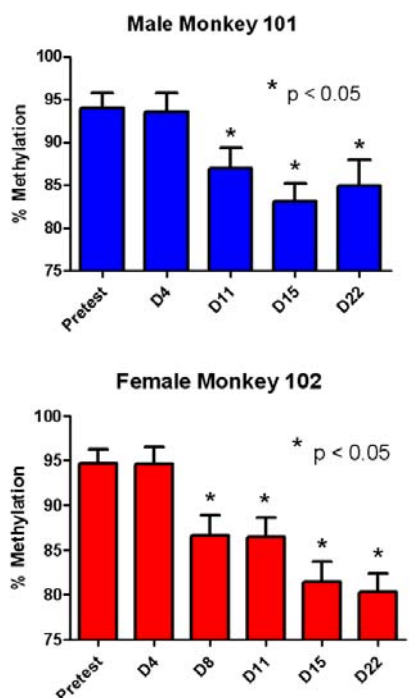 Male Monkey 101
100
* p < 0.05
95
90
* * *
85
80
75
% Methylation
Pretest D4 D11 D15 D22
Female Monkey 102
100
* p < 0.05
95
90
* * * *
85
80
75
% Methylation
Pretest D4 D8 D11 D15 D22